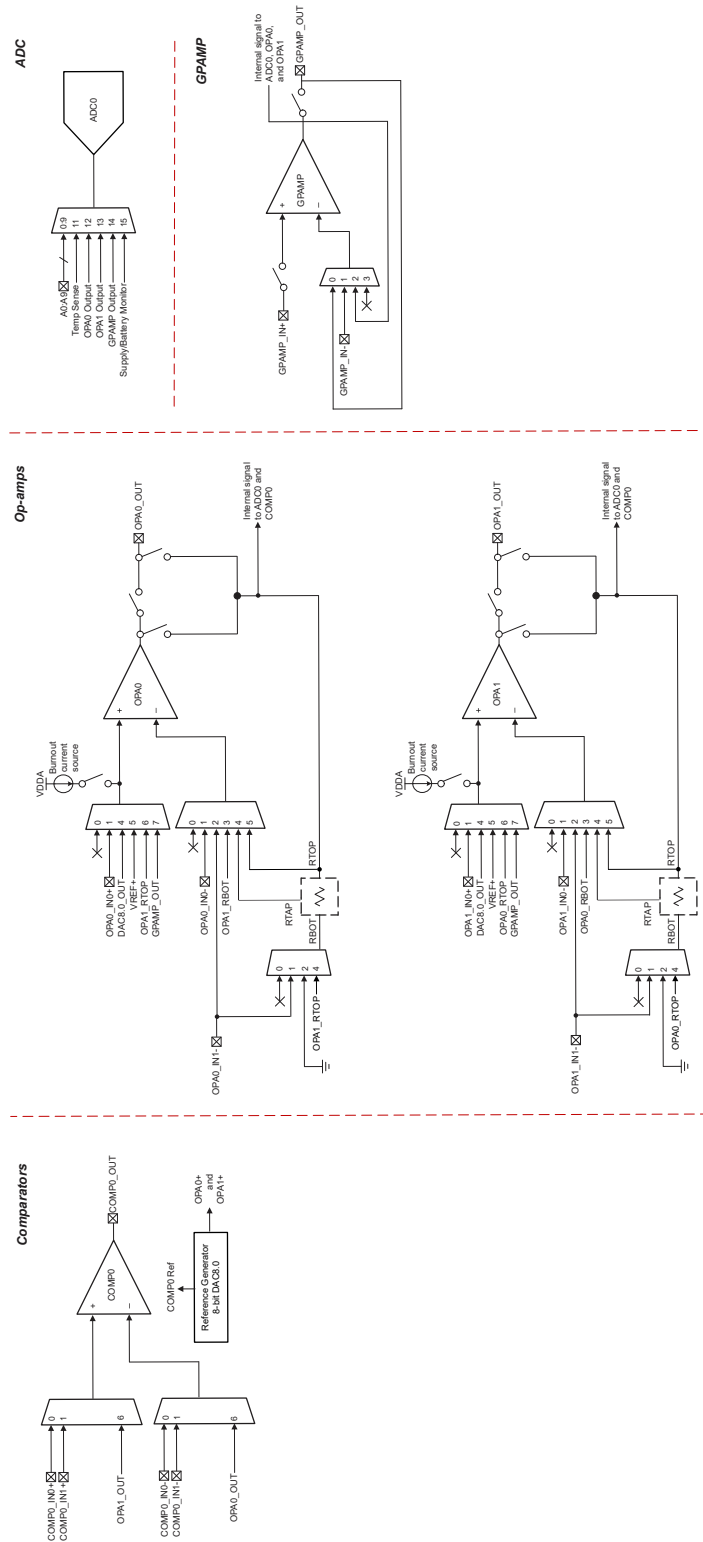 Comparators
COMP0_IN0+
COMP0_IN1+
OPA1_OUT
0
1
6
COMP0_IN0-
COMP0_IN1-
OPA0_OUT
0
1
6
+
−
COMP0
COMP0_OUT
COMP0 Ref
Reference Generator
8-bit DAC8.0
OPA0+
and
OPA1+
Op-amps
VDDA
Burnout
current
source
OPA0_IN0+
DAC8.0_OUT
VREF+
OPA1_RTOP
GPAMP_OUT
0
1
4
5
6
7
OPA0_IN0-
OPA1_RBOT
0
1
2
3
4
5
OPA0_IN1-
OPA1_RTOP
0
1
2
4
RBOT
RTAP
RTOP
+
−
OPA0
OPA0_OUT
Internal signal
to ADC0 and
COMP0
VDDA
Burnout
current
source
OPA1_IN0+
DAC8.0_OUT
VREF+
OPA0_RTOP
GPAMP_OUT
0
1
4
5
6
7
OPA1_IN0-
OPA0_RBOT
0
1
2
3
4
5
OPA1_IN1-
OPA0_RTOP
0
1
2
4
RBOT
RTAP
RTOP
+
−
OPA1
OPA1_OUT
Internal signal
to ADC0 and
COMP0
ADC
A0:A9
Temp Sense
OPA0 Output
OPA1 Output
GPAMP Output
Supply/Battery Monitor
0:9
11
12
13
14
15
ADC0
GPAMP
GPAMP_IN+
GPAMP_IN-
0
1
2
3
+
−
GPAMP
Internal signal to
ADC0, OPA0,
and OPA1
GPAMP_OUT